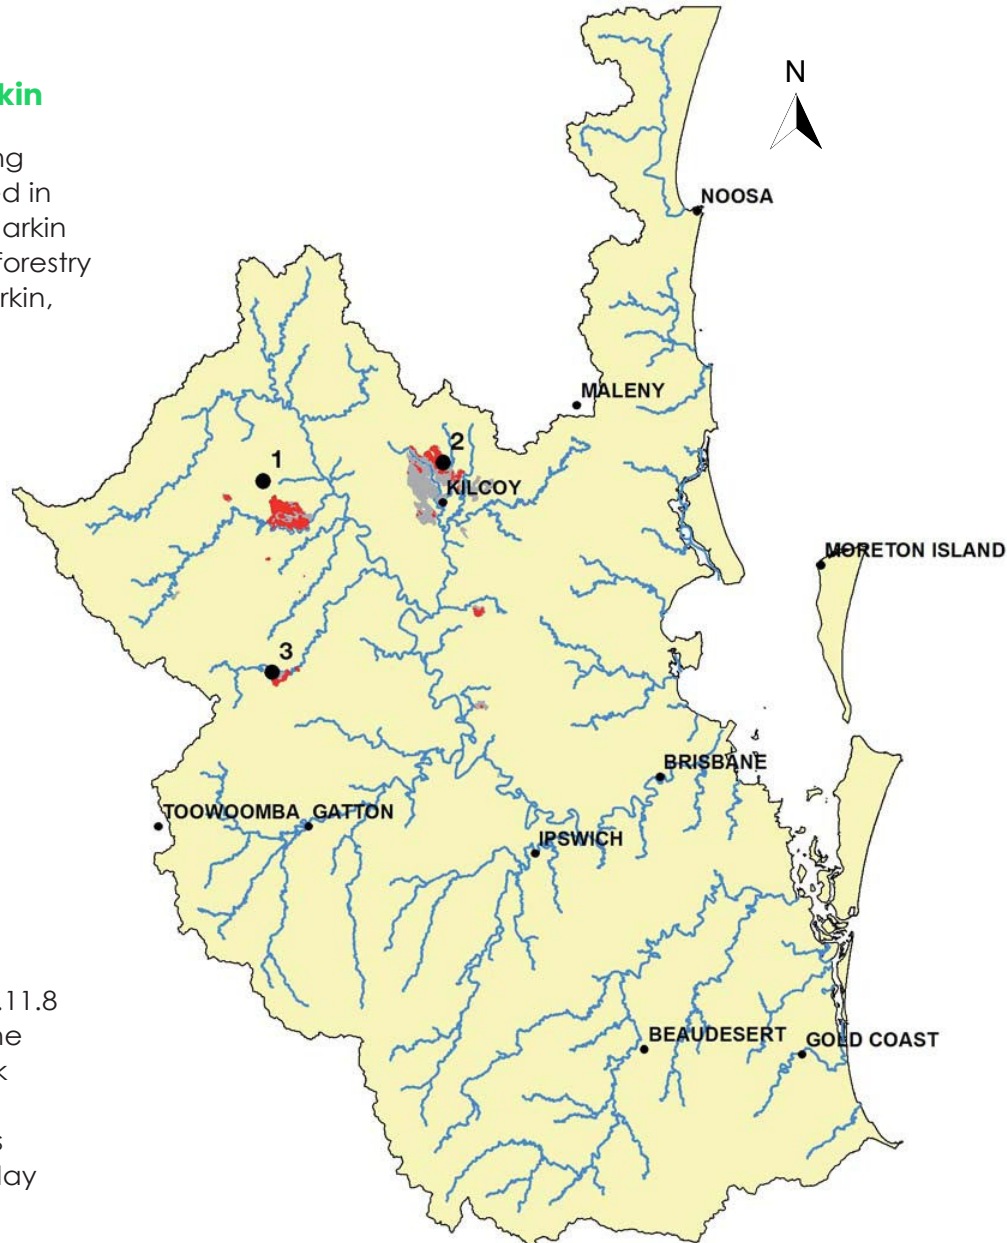 kin
ng
d in
arkin
forestry
rkin,
N
NOOSA
MALENY
1
2
KILCOY
MORETON ISLAND
3
BRISBANE
TOOWOOMBA GATTON
IPSWICH
.11.8
ne
k
BEAUDESERT
GOLD COAST
s
lay